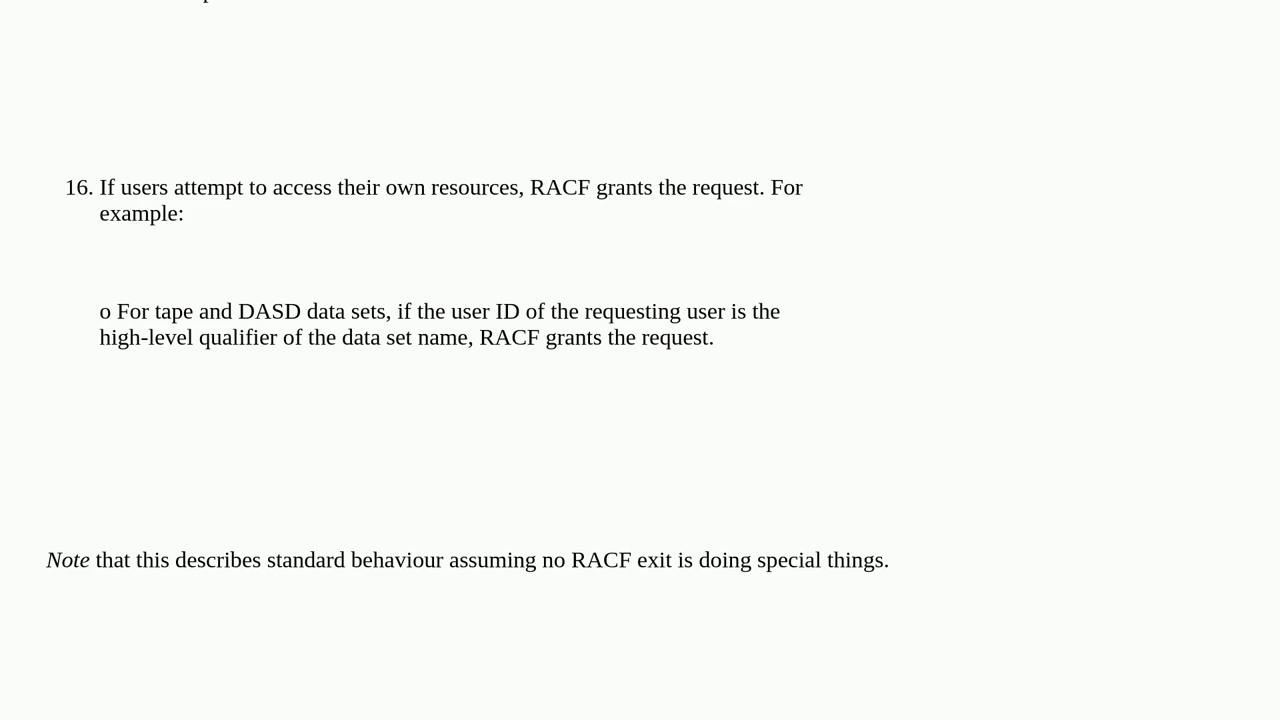 16. If users attempt to access their own resources, RACF grants the request. For
example:
o For tape and DASD data sets, if the user ID of the requesting user is the
high-level qualifier of the data set name, RACF grants the request.
Note that this describes standard behaviour assuming no RACF exit is doing special things.